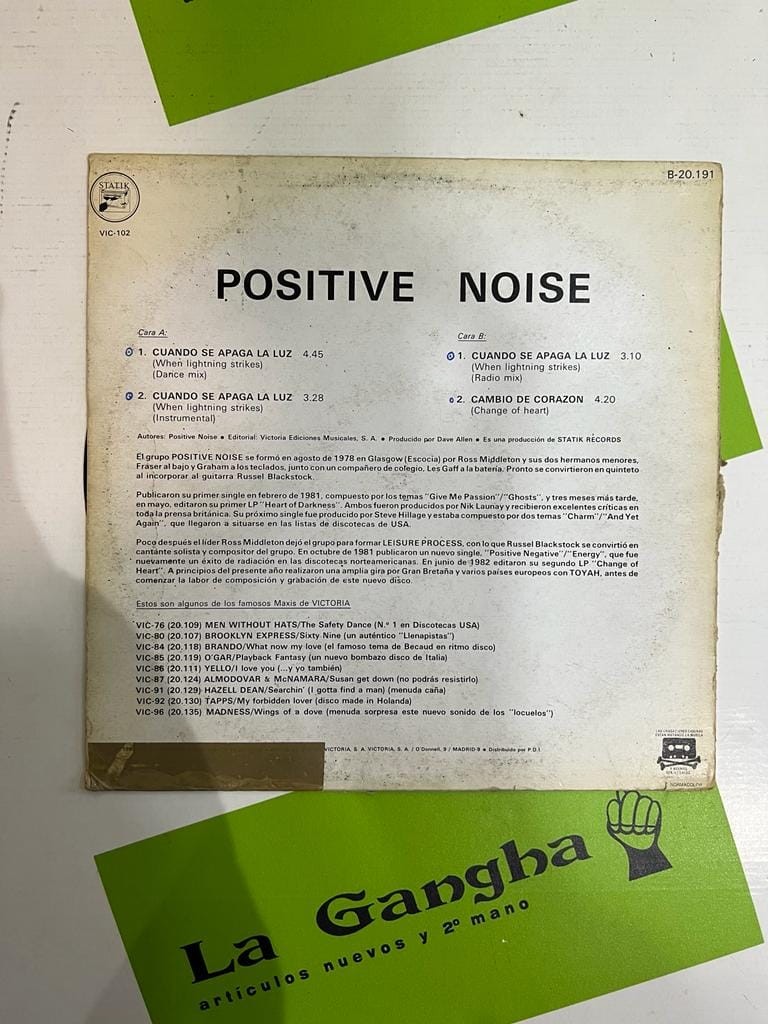 STATIK
VIC-102
B-20.191
POSITIVE NOISE
Cara A:
1. CUANDO SE APAGA LA LUZ 4.45
(When lightning strikes)
(Dance mix)
2. CUANDO SE APAGA LA LUZ 3.28
(When lightning strikes)
(Instrumental)
Cara B:
1. CUANDO SE APAGA LA LUZ 3.10
(When lightning strikes)
(Radio mix)
2. CAMBIO DE CORAZON 4.20
(Change of heart)
Autores: Positive Noise • Editorial: Victoria Ediciones Musicales, S. A. • Producido por Dave Allen • Es una producción de STATIK RECORDS
El grupo POSITIVE NOISE se formó en agosto de 1978 en Glasgow (Escocia) por Ross Middleton y sus dos hermanos menores,
Fraser al bajo y Graham a los teclados, junto con un compañero de colegio, Les Gaff a la batería. Pronto se convirtieron en quinteto
al incorporar al guitarra Russel Blackstock.
Publicaron su primer single en febrero de 1981, compuesto por los temas "Give Me Passion"/"Ghosts", y tres meses más tarde,
en mayo, editaron su primer LP "Heart of Darkness". Ambos fueron producidos por Nik Launay y recibieron excelentes críticas en
toda la prensa británica. Su próximo single fue producido por Steve Hillage y estaba compuesto por dos temas "Charm"/"And Yet
Again", que llegaron a situarse en las listas de discotecas de USA.
Poco después el líder Ross Middleton dejó el grupo para formar LEISURE PROCESS, con lo que Russel Blackstock se convirtió en
cantante solista y compositor del grupo. En octubre de 1981 publicaron un nuevo single, "Positive Negative"/"Energy", que fue
nuevamente un éxito de radiación en las discotecas norteamericanas. En junio de 1982 editaron su segundo LP "Change of
Heart". A principios del presente año realizaron una amplia gira por Gran Bretaña y varios países europeos con TOYAH, antes de
comenzar la labor de composición y grabación de este nuevo disco.
Estos son algunos de los famosos Maxis de VICTORIA
VIC-76 (20.109) MEN WITHOUT HATS/The Safety Dance (N.º 1 en Discotecas USA)
VIC-80 (20.107) BROOKLYN EXPRESS/Sixty Nine (un auténtico "Llenapistas")
VIC-84 (20.118) BRANDO/What now my love (el famoso tema de Becaud en ritmo disco)
VIC-85 (20.119) O'GAR/Playback Fantasy (un nuevo bombazo disco de Italia)
VIC-86 (20.111) YELLO/I love you (...y yo también)
VIC-87 (20.124) ALMODOVAR & McNAMARA/Susan get down (no podrás resistirlo)
VIC-91 (20.129) HAZELL DEAN/Searchin' (I gotta find a man) (menuda caña)
VIC-92 (20.130) TAPPS/My forbidden lover (disco made in Holanda)
VIC-96 (20.135) MADNESS/Wings of a dove (menuda sorpresa este nuevo sonido de los "locuelos")
VICTORIA, S. A. VICTORIA, S. A. / O'Donnell, 9 / MADRID-9 • Distribuido por P.D.I.
LAS GRABACIONES CASERAS
ESTAN MATANDO LA MUSICA
NORMACOLOR
La Gangha
artículos nuevos y 2º mano